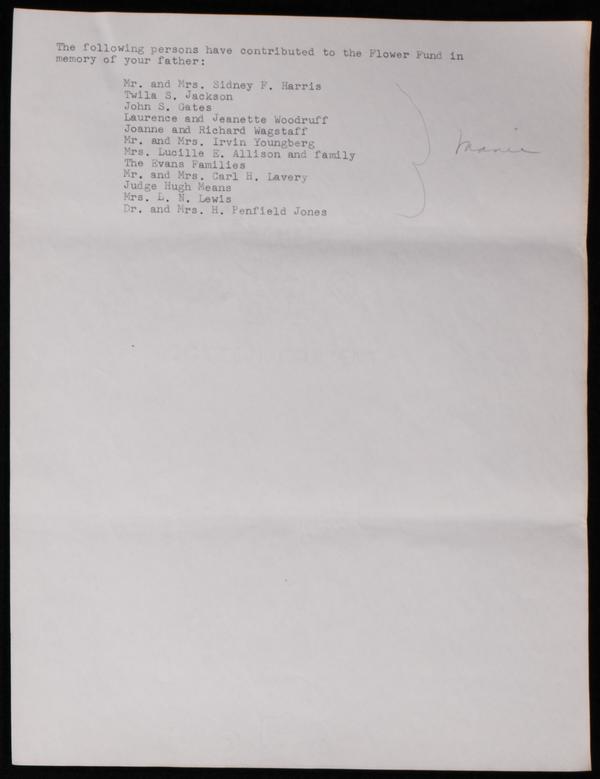 The following persons have contributed to the Flower Fund in
memory of your father:
Mr. and Mrs. Sidney F. Harris
Twila S. Jackson
John S. Gates
Laurence and Jeanette Woodruff
Joanne and Richard Wagstaff
Mr. and Mrs. Irvin Youngberg
Mrs. Lucille E. Allison and family
The Evans Families
Mr. and Mrs. Carl H. Lavery
Judge Hugh Means
Mrs. L. N. Lewis
Dr. and Mrs. H. Penfield Jones